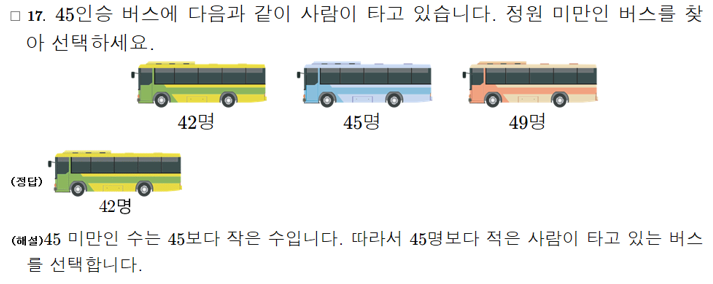 □ 17. 45인승 버스에 다음과 같이 사람이 타고 있습니다. 정원 미만인 버스를 찾
아 선택하세요.
42명 45명 49명
(정답)
42명
(해설)45 미만인 수는 45보다 작은 수입니다. 따라서 45명보다 적은 사람이 타고 있는 버스
를 선택합니다.